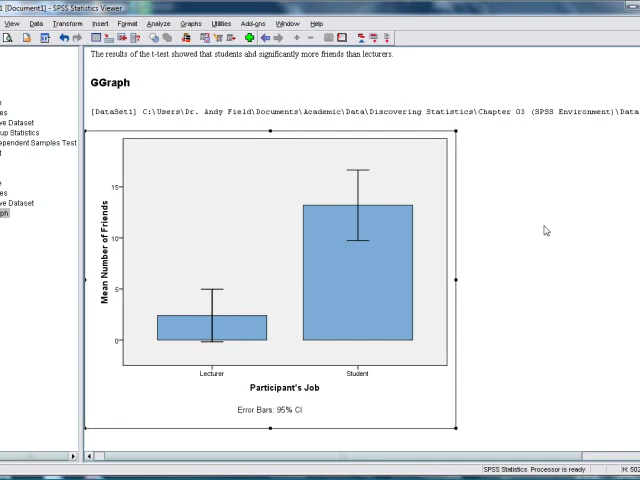 1 [Document1] - SPSS Statistics Viewer
View Data Transform Insert Format Analyze Graphs Utilities Add-ons Window Help
The results of the t-test showed that students ahd significantly more friends than lecturers.
GGraph
[DataSet1] C:\Users\Dr. Andy Field\Documents\Academic\Data\Discovering Statistics\Chapter 03 (SPSS Environment)\Data
e
es
ve Dataset
up Statistics
ependent Samples Test
e
es
ve Dataset
ph
Mean Number of Friends
15
10
5
0
Lecturer Student
Participant's Job
Error Bars: 95% CI
SPSS Statistics Processor is ready
H: 502